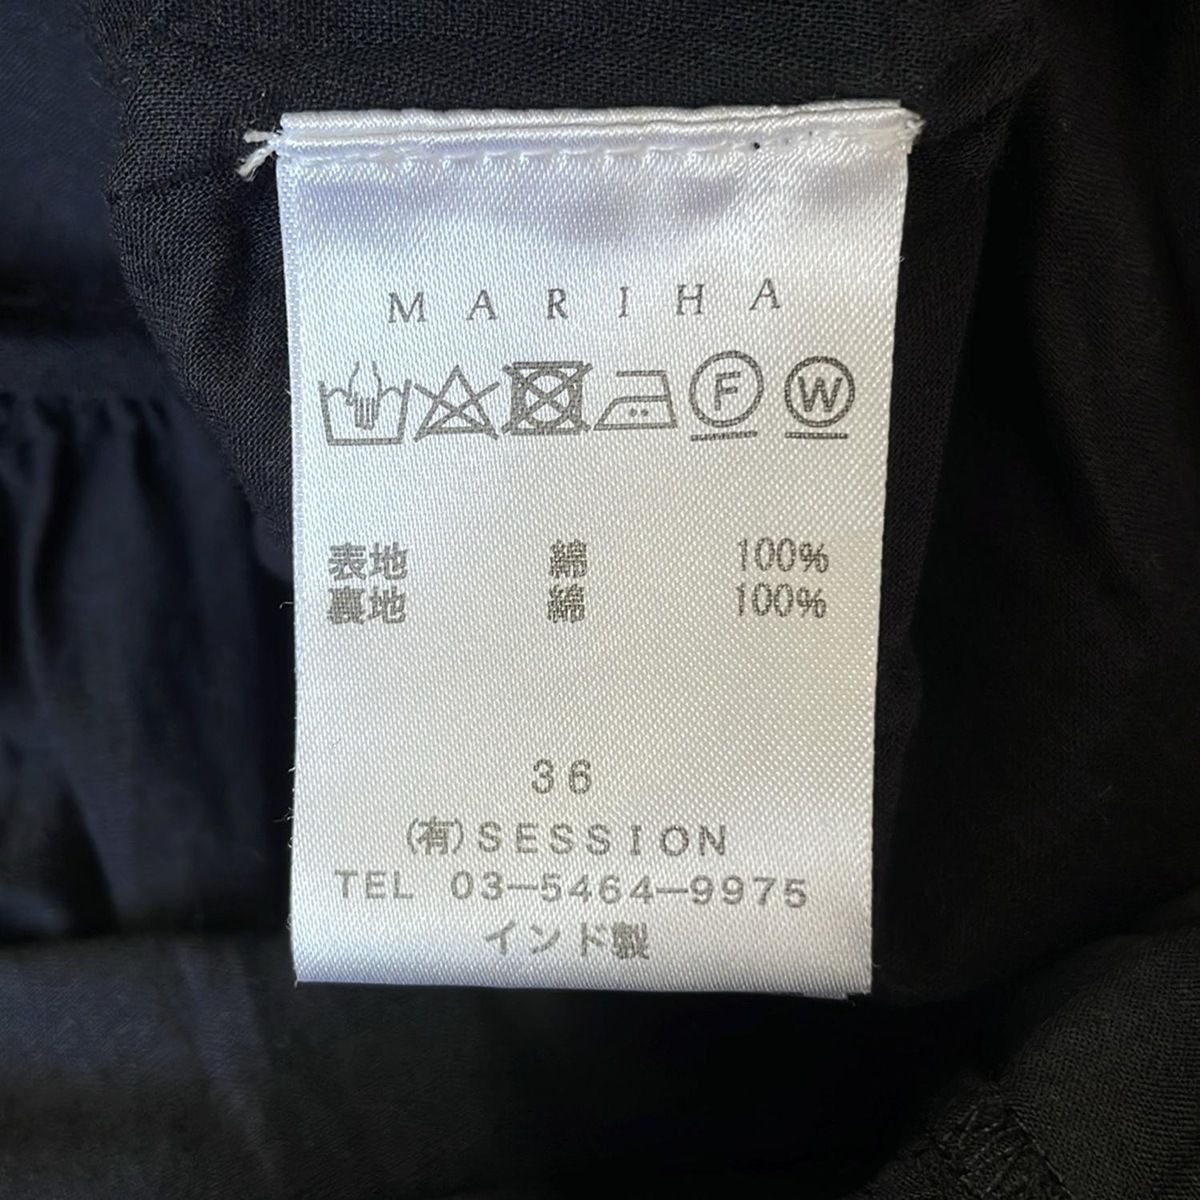 MARIHA
F W
表地 綿 100%
裏地 綿 100%
36
(有)SESSION
TEL 03-5464-9975
インド製